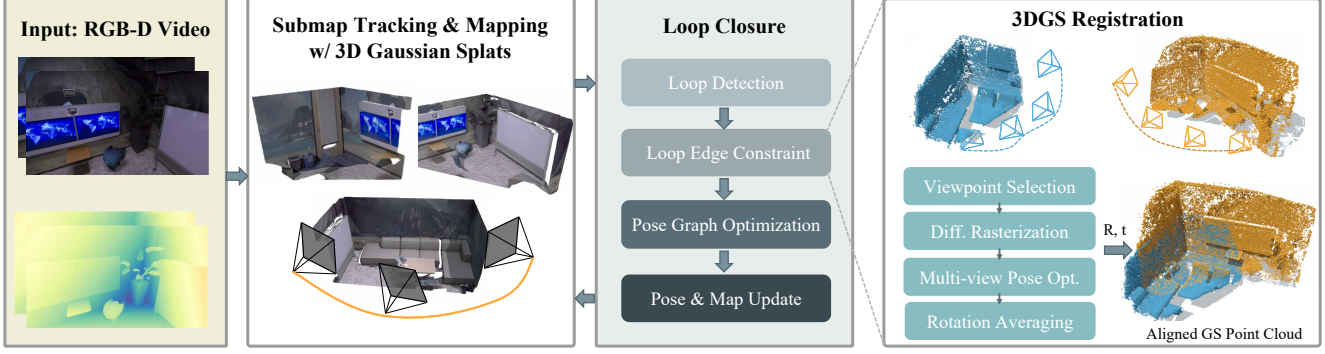 Input: RGB-D Video
Submap Tracking & Mapping
w/ 3D Gaussian Splats
Loop Closure
Loop Detection
Loop Edge Constraint
Pose Graph Optimization
Pose & Map Update
3DGS Registration
Viewpoint Selection
Diff. Rasterization
Multi-view Pose Opt.
Rotation Averaging
R, t
Aligned GS Point Cloud